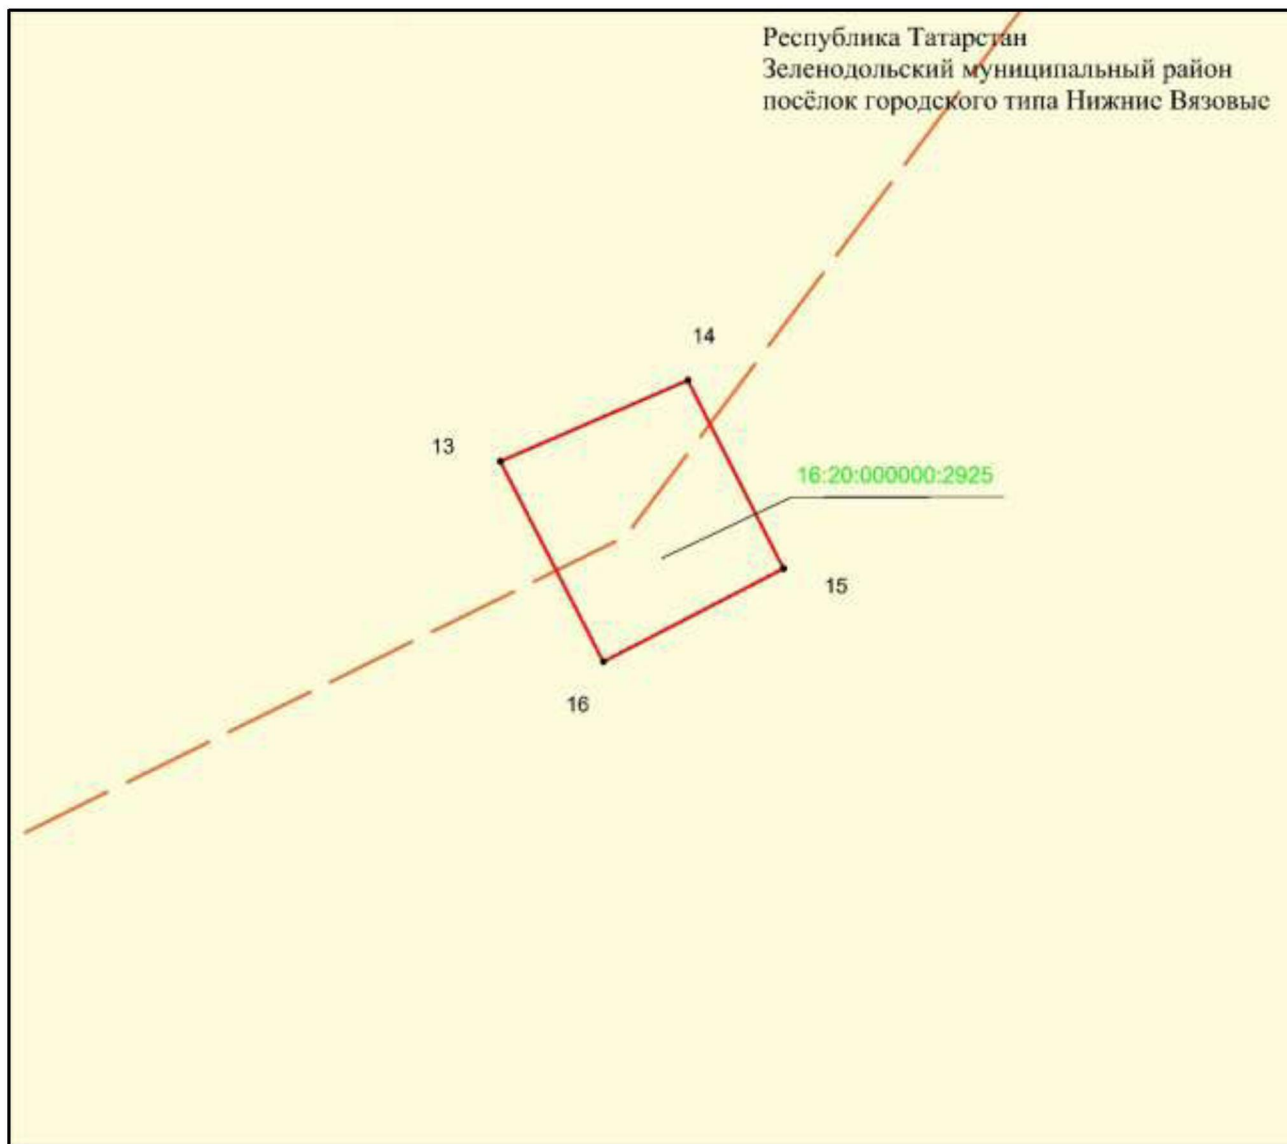 Республика Татарстан
Зеленодольский муниципальный район
посёлок городского типа Нижние Вязовые
14
13
16:20:000000:2925
15
16